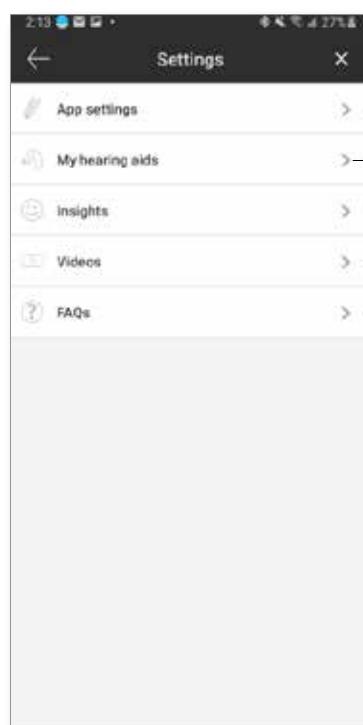 2:13 27%
Settings
App settings
My hearing aids
Insights
Videos
FAQs